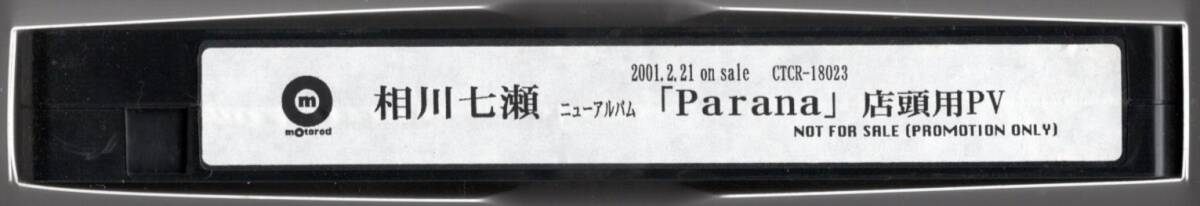 2001.2.21 on sale CTCR-18023
m
motorod
相川七瀬 ニューアルバム 「Parana」 店頭用PV
NOT FOR SALE (PROMOTION ONLY)